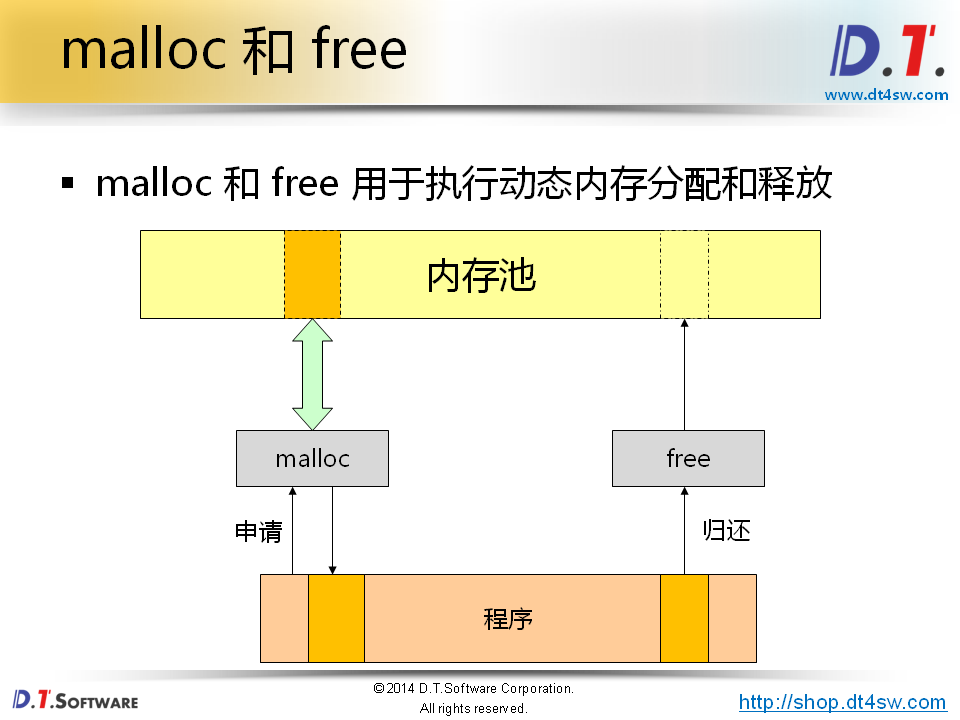 malloc 和 free
D.T.
www.dt4sw.com
▪ malloc 和 free 用于执行动态内存分配和释放
内存池
malloc
free
申请
归还
程序
D.T.SOFTWARE
©2014 D.T.Software Corporation.
All rights reserved.
http://shop.dt4sw.com